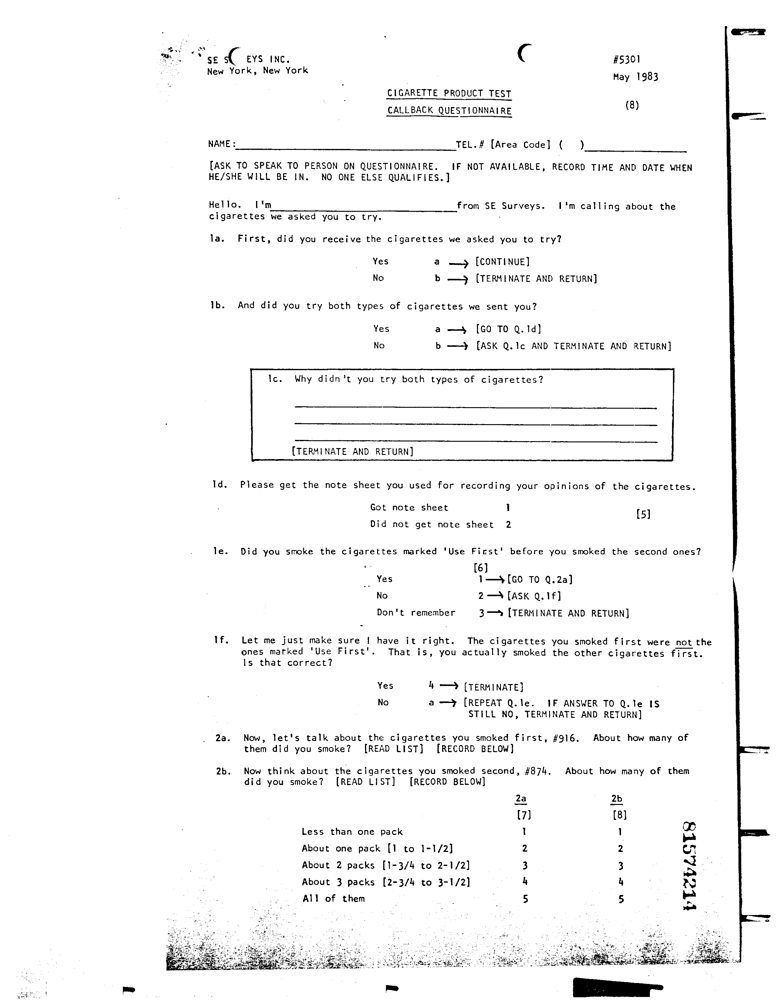 SE S EYS INC. #5301
New York, New York May 1983
CIGARETTE PRODUCT TEST
CALLBACK QUESTIONNAIRE (8)
NAME: TEL.# [Area Code] ( )
[ASK TO SPEAK TO PERSON ON QUESTIONNAIRE. IF NOT AVAILABLE, RECORD TIME AND DATE WHEN
HE/SHE WILL BE IN. NO ONE ELSE QUALIFIES.]
Hello. I'm from SE Surveys. I'm calling about the
cigarettes we asked you to try.
1a. First, did you receive the cigarettes we asked you to try?
Yes a → [CONTINUE]
No b → [TERMINATE AND RETURN]
1b. And did you try both types of cigarettes we sent you?
Yes a → [GO TO Q.1d]
No b → [ASK Q.1c AND TERMINATE AND RETURN]
1c. Why didn't you try both types of cigarettes?
[TERMINATE AND RETURN]
1d. Please get the note sheet you used for recording your opinions of the cigarettes.
Got note sheet 1 [5]
Did not get note sheet 2
1e. Did you smoke the cigarettes marked 'Use First' before you smoked the second ones?
[6]
Yes 1 → [GO TO Q.2a]
No 2 → [ASK Q.1f]
Don't remember 3 → [TERMINATE AND RETURN]
1f. Let me just make sure I have it right. The cigarettes you smoked first were not the
ones marked 'Use First'. That is, you actually smoked the other cigarettes first.
Is that correct?
Yes 4 → [TERMINATE]
No a → [REPEAT Q.1e. IF ANSWER TO Q.1e IS
STILL NO, TERMINATE AND RETURN]
2a. Now, let's talk about the cigarettes you smoked first, #916. About how many of
them did you smoke? [READ LIST] [RECORD BELOW]
2b. Now think about the cigarettes you smoked second, #874. About how many of them
did you smoke? [READ LIST] [RECORD BELOW]
2a 2b
[7] [8]
Less than one pack 1 1
About one pack [1 to 1-1/2] 2 2
About 2 packs [1-3/4 to 2-1/2] 3 3
About 3 packs [2-3/4 to 3-1/2] 4 4
All of them 5 5
81574214